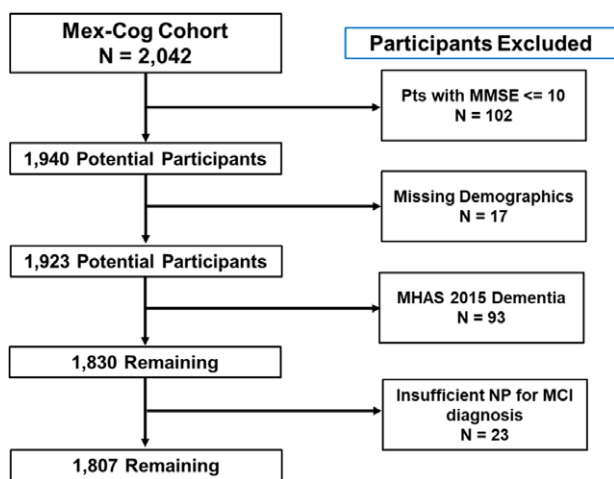 Mex-Cog Cohort
N = 2,042
Participants Excluded
Pts with MMSE <= 10
N = 102
1,940 Potential Participants
Missing Demographics
N = 17
1,923 Potential Participants
MHAS 2015 Dementia
N = 93
1,830 Remaining
Insufficient NP for MCI
diagnosis
N = 23
1,807 Remaining